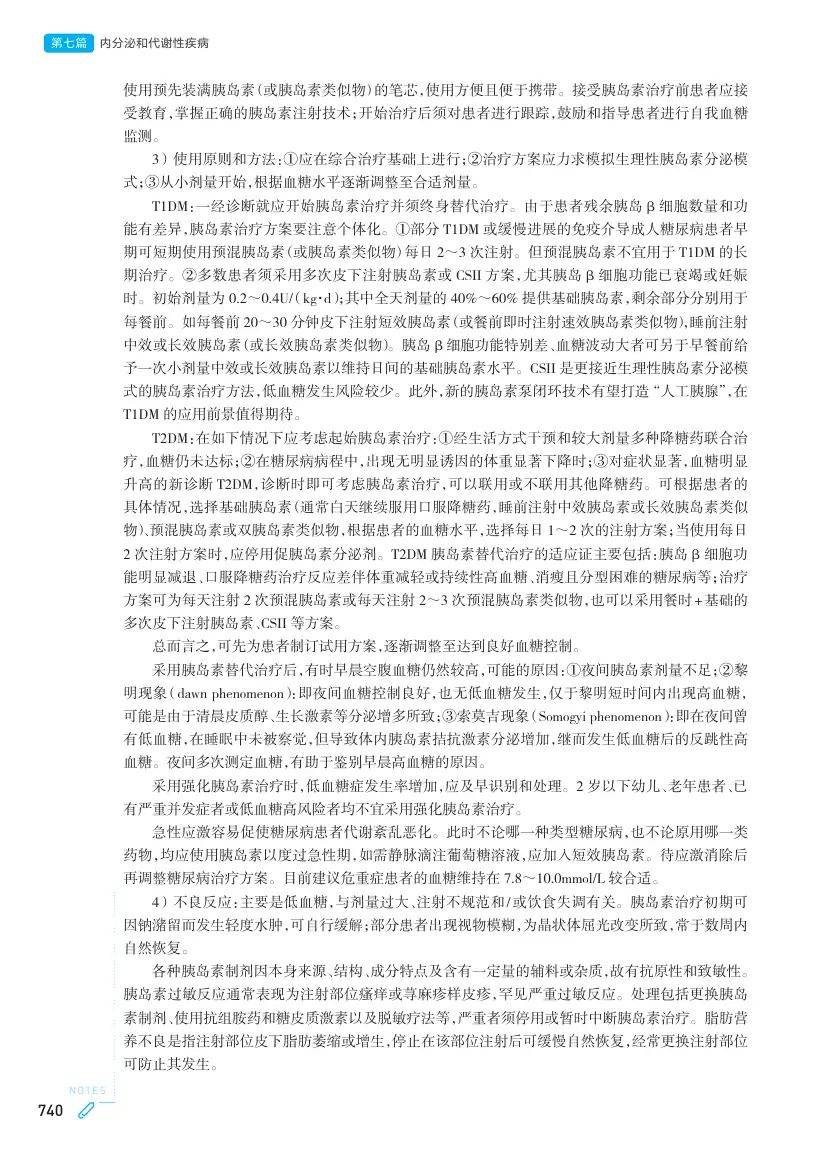 第七篇 内分泌和代谢性疾病
使用预先装满胰岛素(或胰岛素类似物)的笔芯,使用方便且便于携带。接受胰岛素治疗前患者应接
受教育,掌握正确的胰岛素注射技术;开始治疗后须对患者进行跟踪,鼓励和指导患者进行自我血糖
监测。
3)使用原则和方法:①应在综合治疗基础上进行;②治疗方案应力求模拟生理性胰岛素分泌模
式;③从小剂量开始,根据血糖水平逐渐调整至合适剂量。
T1DM:一经诊断就应开始胰岛素治疗并须终身替代治疗。由于患者残余胰岛 β 细胞数量和功
能有差异,胰岛素治疗方案要注意个体化。①部分 T1DM 或缓慢进展的免疫介导成人糖尿病患者早
期可短期使用预混胰岛素(或胰岛素类似物)每日 2~3 次注射。但预混胰岛素不宜用于 T1DM 的长
期治疗。②多数患者须采用多次皮下注射胰岛素或 CSII 方案,尤其胰岛 β 细胞功能已衰竭或妊娠
时。初始剂量为 0.2~0.4U/(kg·d);其中全天剂量的 40%~60% 提供基础胰岛素,剩余部分分别用于
每餐前。如每餐前 20~30 分钟皮下注射短效胰岛素(或餐前即时注射速效胰岛素类似物),睡前注射
中效或长效胰岛素(或长效胰岛素类似物)。胰岛 β 细胞功能特别差、血糖波动大者可另于早餐前给
予一次小剂量中效或长效胰岛素以维持日间的基础胰岛素水平。CSII 是更接近生理性胰岛素分泌模
式的胰岛素治疗方法,低血糖发生风险较少。此外,新的胰岛素泵闭环技术有望打造“人工胰腺”,在
T1DM 的应用前景值得期待。
T2DM:在如下情况下应考虑起始胰岛素治疗:①经生活方式干预和较大剂量多种降糖药联合治
疗,血糖仍未达标;②在糖尿病病程中,出现无明显诱因的体重显著下降时;③对症状显著,血糖明显
升高的新诊断 T2DM,诊断时即可考虑胰岛素治疗,可以联用或不联用其他降糖药。可根据患者的
具体情况,选择基础胰岛素(通常白天继续服用口服降糖药,睡前注射中效胰岛素或长效胰岛素类似
物)、预混胰岛素或双胰岛素类似物,根据患者的血糖水平,选择每日 1~2 次的注射方案;当使用每日
2 次注射方案时,应停用促胰岛素分泌剂。T2DM 胰岛素替代治疗的适应证主要包括:胰岛 β 细胞功
能明显减退、口服降糖药治疗反应差伴体重减轻或持续性高血糖、消瘦且分型困难的糖尿病等;治疗
方案可为每天注射 2 次预混胰岛素或每天注射 2~3 次预混胰岛素类似物,也可以采用餐时+基础的
多次皮下注射胰岛素、CSII 等方案。
总而言之,可先为患者制订试用方案,逐渐调整至达到良好血糖控制。
采用胰岛素替代治疗后,有时早晨空腹血糖仍然较高,可能的原因:①夜间胰岛素剂量不足;②黎
明现象(dawn phenomenon):即夜间血糖控制良好,也无低血糖发生,仅于黎明短时间内出现高血糖,
可能是由于清晨皮质醇、生长激素等分泌增多所致;③索莫吉现象(Somogyi phenomenon):即在夜间曾
有低血糖,在睡眠中未被察觉,但导致体内胰岛素拮抗激素分泌增加,继而发生低血糖后的反跳性高
血糖。夜间多次测定血糖,有助于鉴别早晨高血糖的原因。
采用强化胰岛素治疗时,低血糖症发生率增加,应及早识别和处理。2 岁以下幼儿、老年患者、已
有严重并发症者或低血糖高风险者均不宜采用强化胰岛素治疗。
急性应激容易促使糖尿病患者代谢紊乱恶化。此时不论哪一种类型糖尿病,也不论原用哪一类
药物,均应使用胰岛素以度过急性期,如需静脉滴注葡萄糖溶液,应加入短效胰岛素。待应激消除后
再调整糖尿病治疗方案。目前建议危重症患者的血糖维持在 7.8~10.0mmol/L 较合适。
4)不良反应:主要是低血糖,与剂量过大、注射不规范和/或饮食失调有关。胰岛素治疗初期可
因钠潴留而发生轻度水肿,可自行缓解;部分患者出现视物模糊,为晶状体屈光改变所致,常于数周内
自然恢复。
各种胰岛素制剂因本身来源、结构、成分特点及含有一定量的辅料或杂质,故有抗原性和致敏性。
胰岛素过敏反应通常表现为注射部位瘙痒或荨麻疹样皮疹,罕见严重过敏反应。处理包括更换胰岛
素制剂、使用抗组胺药和糖皮质激素以及脱敏疗法等,严重者须停用或暂时中断胰岛素治疗。脂肪营
养不良是指注射部位皮下脂肪萎缩或增生,停止在该部位注射后可缓慢自然恢复,经常更换注射部位
可防止其发生。
NOTES
740